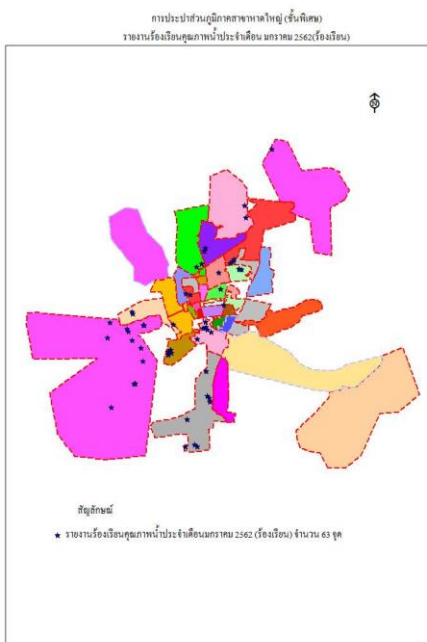 การประปาส่วนภูมิภาคสาขาหาดใหญ่ (ชั้นพิเศษ)
รายงานร้องเรียนคุณภาพน้ำประจำเดือน มกราคม 2562(ร้องเรียน)
สัญลักษณ์
รายงานร้องเรียนคุณภาพน้ำประจำเดือนมกราคม 2562 (ร้องเรียน) จำนวน 63 จุด